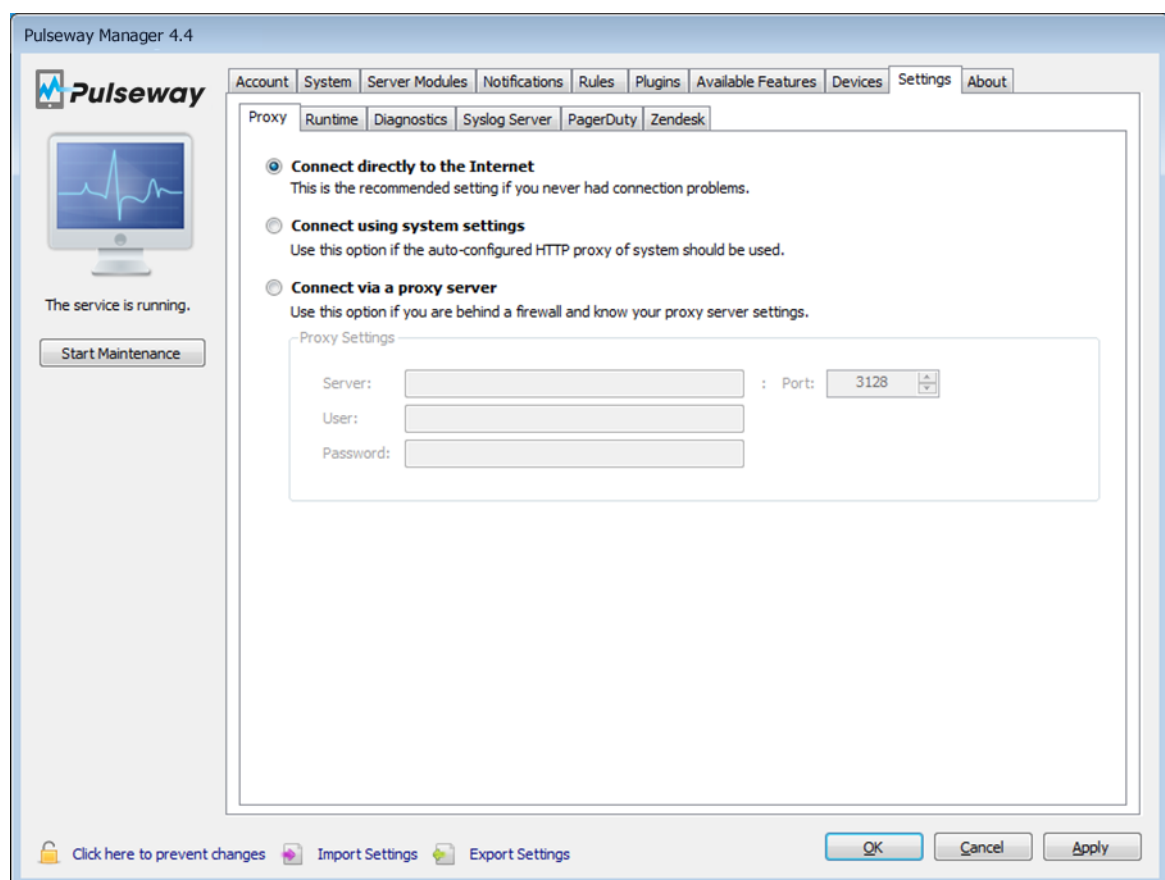 Pulseway Manager 4.4
Pulseway
Account System Server Modules Notifications Rules Plugins Available Features Devices Settings About
Proxy Runtime Diagnostics Syslog Server PagerDuty Zendesk
Connect directly to the Internet
This is the recommended setting if you never had connection problems.
Connect using system settings
Use this option if the auto-configured HTTP proxy of system should be used.
Connect via a proxy server
Use this option if you are behind a firewall and know your proxy server settings.
The service is running.
Start Maintenance
Proxy Settings
Server: : Port: 3128
User:
Password:
Click here to prevent changes Import Settings Export Settings OK Cancel Apply